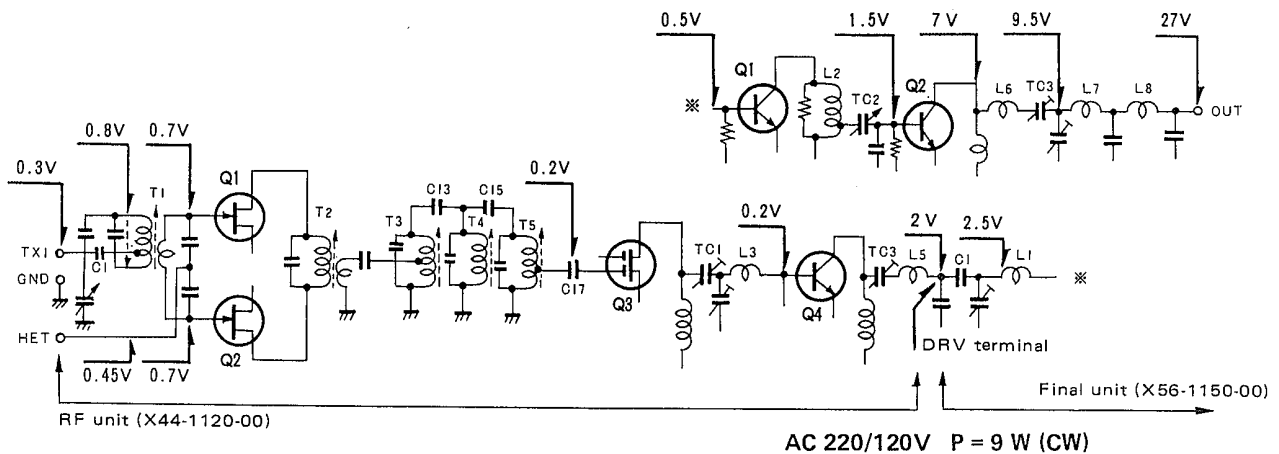 0.5V 1.5V 7V 9.5V 27V
Q1 L2 Q2 L6 TC3 L7 L8
※ TC2 OUT
0.8V 0.7V
0.3V T1 Q1 C13 C15 0.2V
T2 T3 T4 T5 0.2V 2V 2.5V
TX1 C1 TC1 L3 TC3 L5 C1 L1
GND C17 Q3 Q4 ※
HET Q2 DRV terminal
0.45V 0.7V
RF unit (X44-1120-00) Final unit (X56-1150-00)
AC 220/120V P = 9 W (CW)